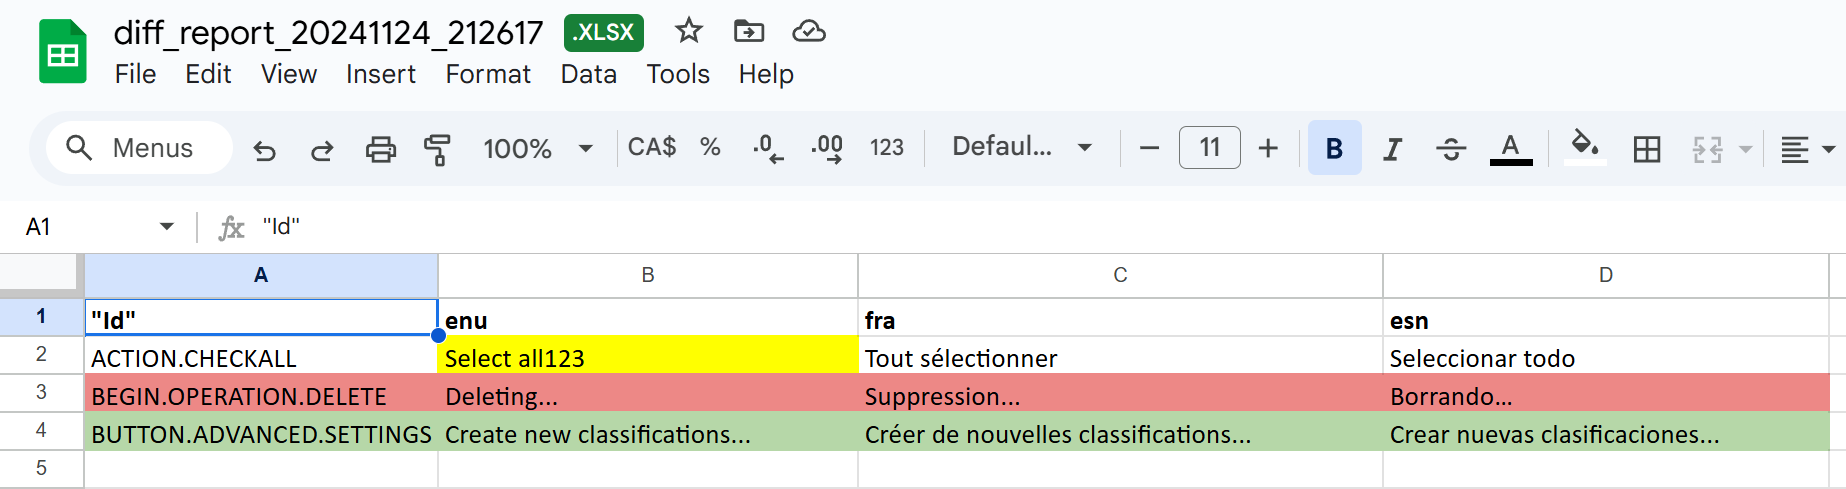 diff_report_20241124_212617 .XLSX
File Edit View Insert Format Data Tools Help
Menus 100% CA$ % .0 .00 123 Defaul... 11 B I S A
A1 fx "Id"
A B C D
1 "Id" enu fra esn
2 ACTION.CHECKALL Select all123 Tout sélectionner Seleccionar todo
3 BEGIN.OPERATION.DELETE Deleting... Suppression... Borrando...
4 BUTTON.ADVANCED.SETTINGS Create new classifications... Créer de nouvelles classifications... Crear nuevas clasificaciones...
5